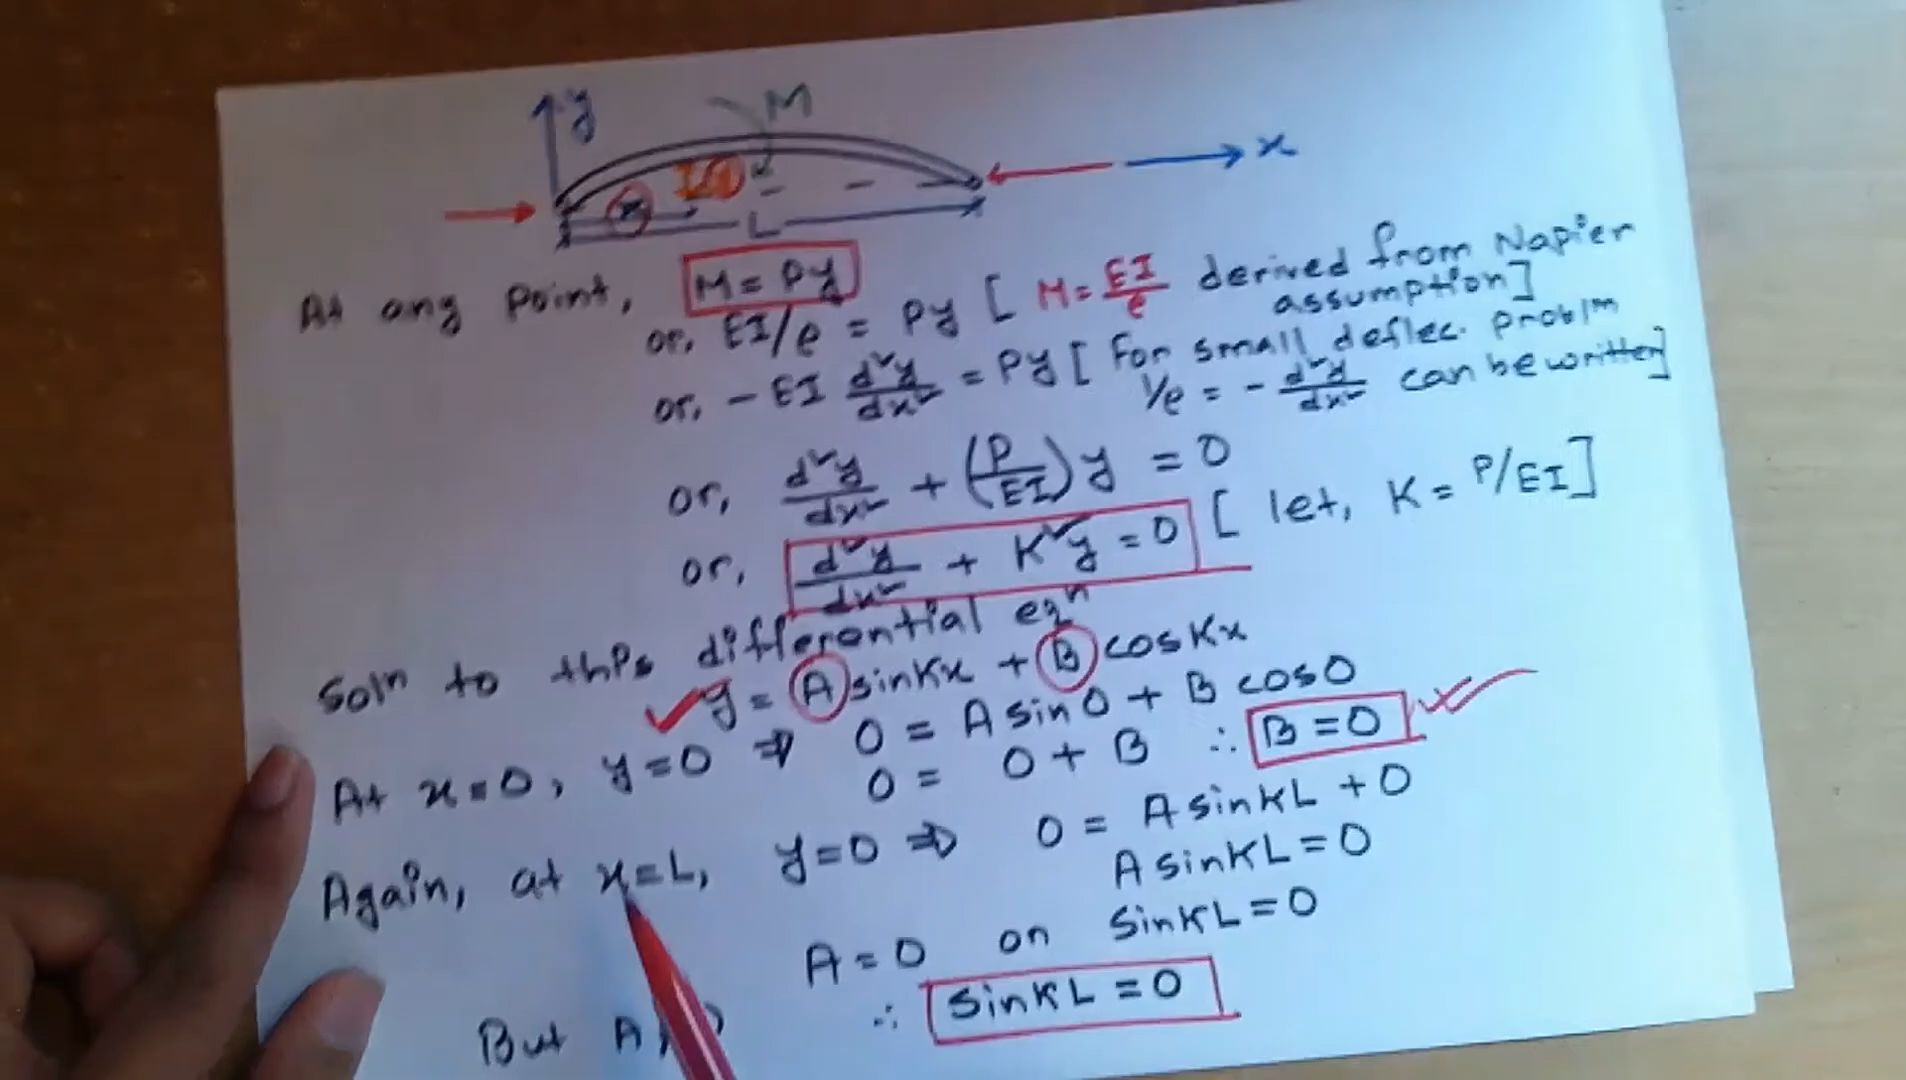 y
M
x
x
L
At any point, M = Py
or, EI/ρ = Py [ M = EI/ρ derived from Napier assumption]
or, - EI d²y/dx² = Py [ For small deflec. problm 1/ρ = - d²y/dx² can be written]
or, d²y/dx² + (P/EI) y = 0
or, d²y/dx² + K²y = 0 [ let, K = P/EI]
Soln to this differential eqn
y = A sinKx + B cosKx
At x=0, y=0 ⇒ 0 = A sin0 + B cos0
0 = 0 + B ∴ B = 0
Again, at x=L, y=0 ⇒ 0 = A sinKL + 0
A sinKL = 0
A = 0 or sinKL = 0
But A ∴ sinKL = 0